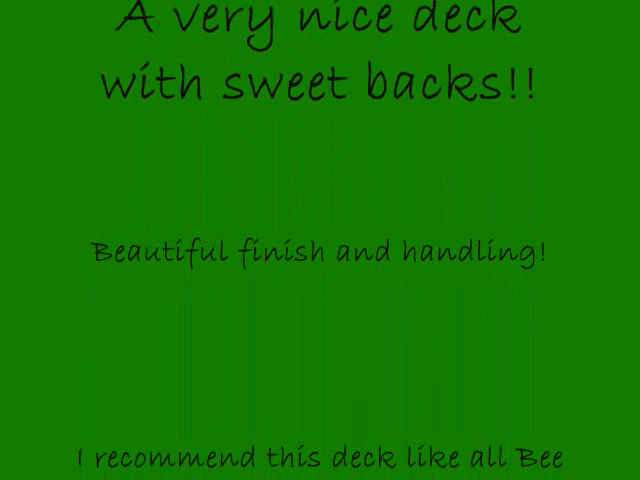 A very nice deck
with sweet backs!!
Beautiful finish and handling!
I recommend this deck like all Bee